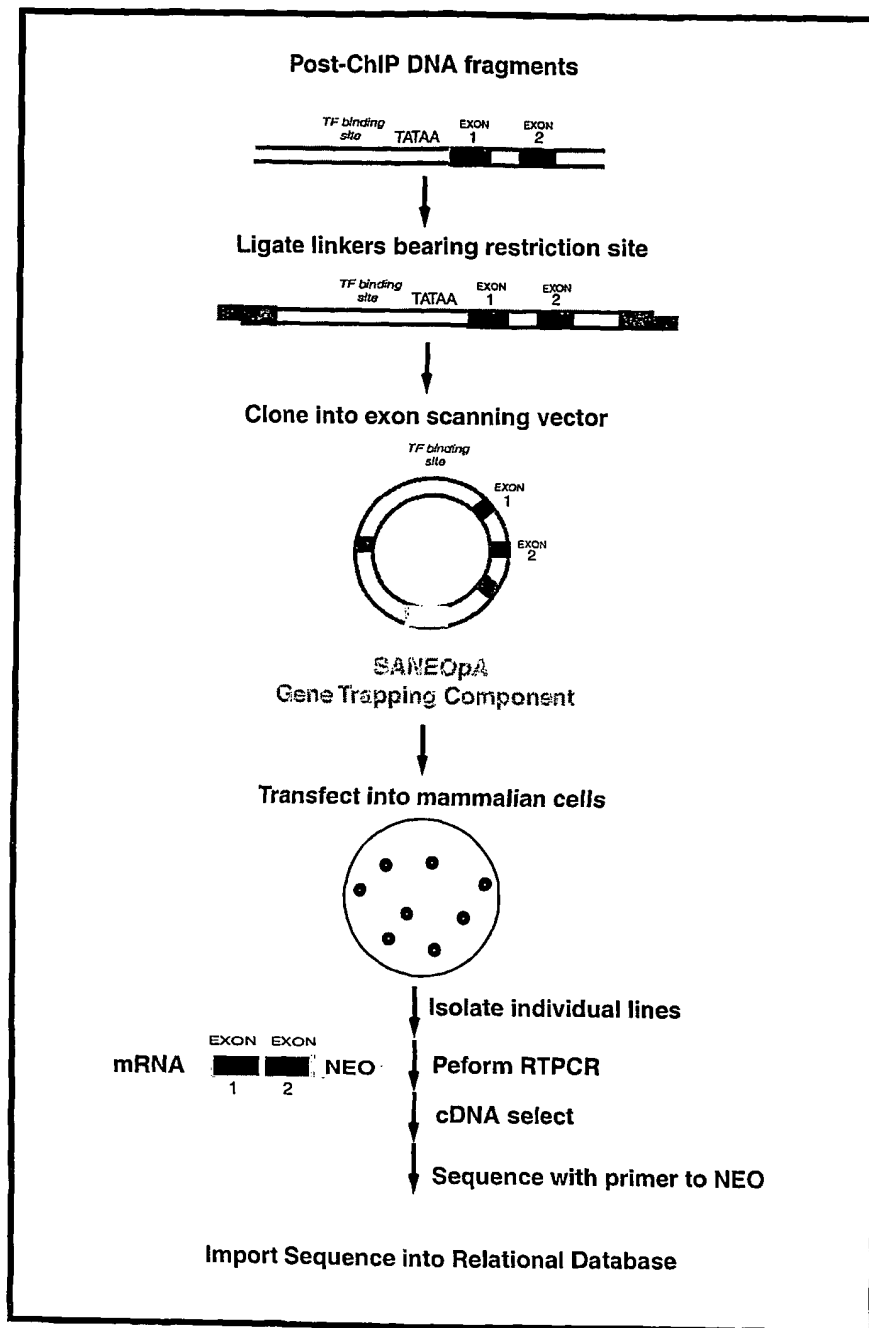 Post-ChIP DNA fragments
TF binding
site
TATAA
EXON
1
EXON
2
Ligate linkers bearing restriction site
TF binding
site
TATAA
EXON
1
EXON
2
Clone into exon scanning vector
TF binding
site
EXON
1
EXON
2
SANEOpA
Gene Trapping Component
Transfect into mammalian cells
Isolate individual lines
mRNA
EXON EXON
1 2
NEO
Peform RTPCR
cDNA select
Sequence with primer to NEO
Import Sequence into Relational Database